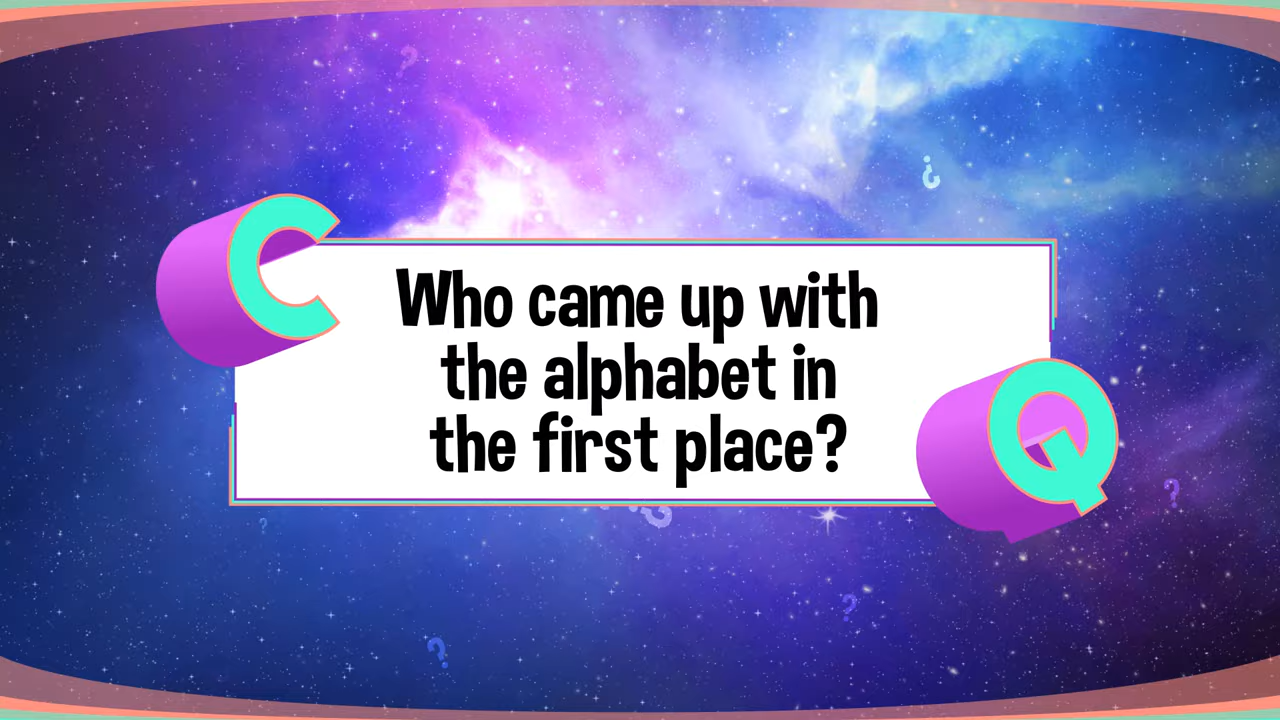 C
Who came up with
the alphabet in
the first place?
Q